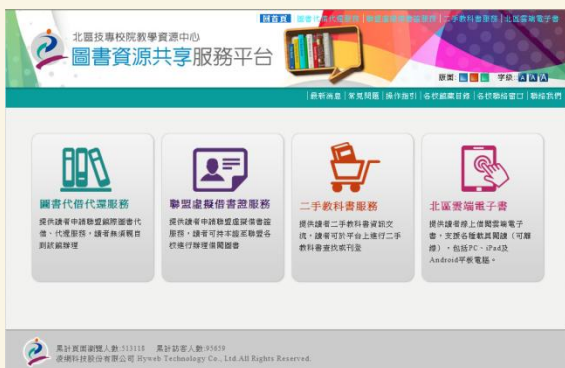 回首頁 | 圖書代借代還服務 | 聯盟虛擬借書證服務 | 二手教科書服務 | 北區雲端電子書
北區技專校院教學資源中心
圖書資源共享服務平台
版面: 字級: A A A
| 最新消息 | 常見問題 | 操作指引 | 各校館藏目錄 | 各校聯絡窗口 | 聯絡我們
圖書代借代還服務
提供讀者申請聯盟館際圖書代
借、代還服務，讀者無須親自
到該館辦理
聯盟虛擬借書證服務
提供讀者申請聯盟虛擬借書證
服務，讀者可持本證至聯盟各
校進行辦理借閱圖書
二手教科書服務
提供讀者二手教科書資訊交
流，讀者可於平台上進行二手
教科書查找或刊登
北區雲端電子書
提供讀者線上借閱雲端電子
書，支援各種載具閱讀（可離
線），包括PC、iPad及
Android平板電腦。
累計頁面瀏覽人數:513118 累計訪客人數:95659
凌網科技股份有限公司 Hyweb Technology Co., Ltd All Rights Reserved.